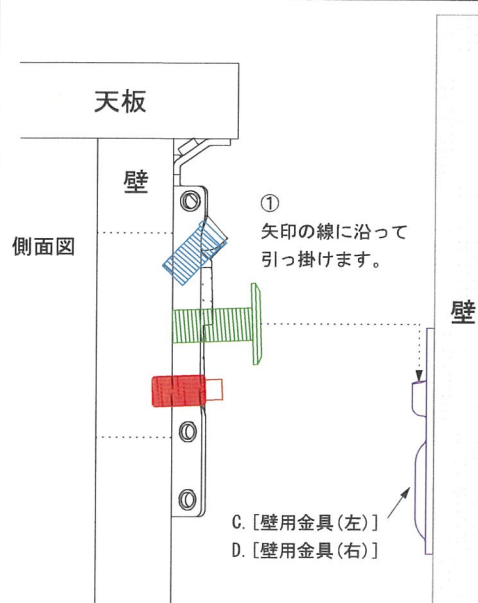 天板
壁
側面図
①
矢印の線に沿って
引っ掛けます。
壁
C.[壁用金具(左)]
D.[壁用金具(右)]